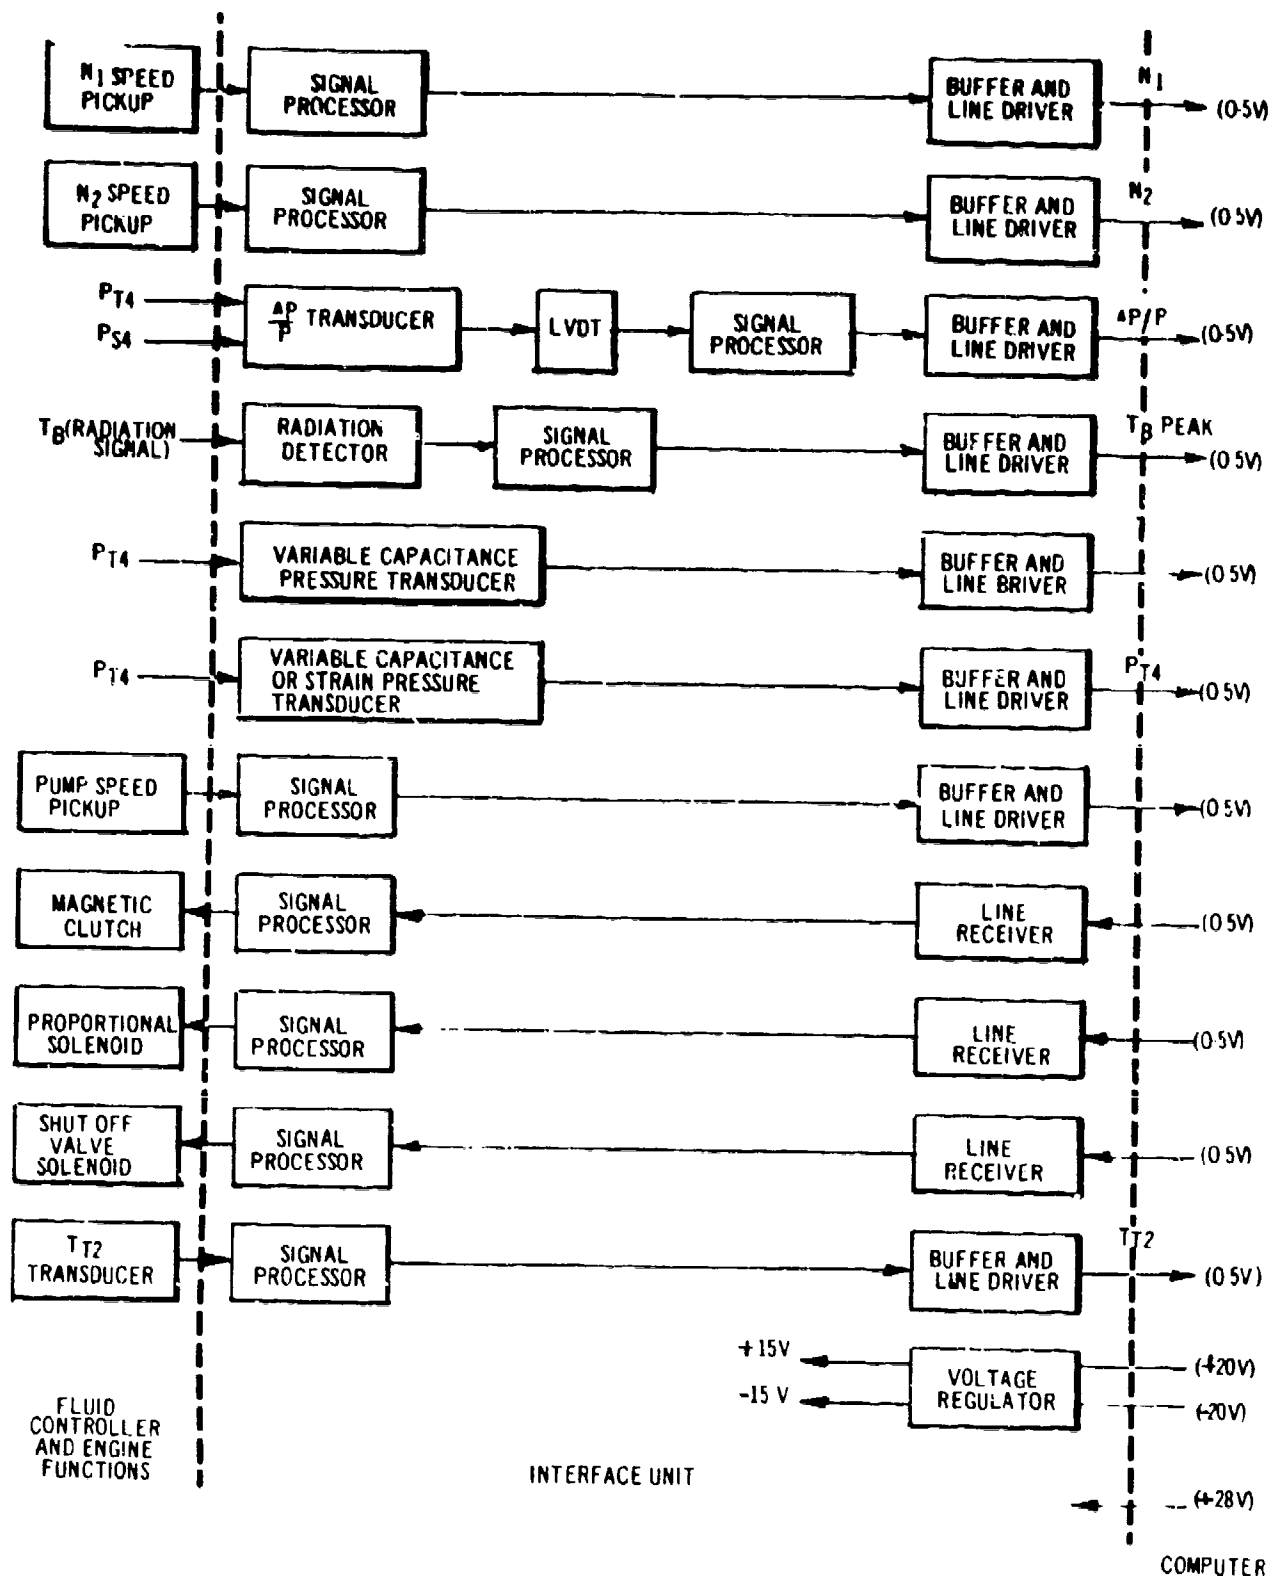 N1 SPEED
PICKUP
SIGNAL
PROCESSOR
BUFFER AND
LINE DRIVER
N1
(0-5V)
N2 SPEED
PICKUP
SIGNAL
PROCESSOR
BUFFER AND
LINE DRIVER
N2
(0-5V)
PT4
PS4
ΔP/P TRANSDUCER
LVDT
SIGNAL
PROCESSOR
BUFFER AND
LINE DRIVER
ΔP/P
(0-5V)
TB (RADIATION
SIGNAL)
RADIATION
DETECTOR
SIGNAL
PROCESSOR
BUFFER AND
LINE DRIVER
TB PEAK
(0-5V)
PT4
VARIABLE CAPACITANCE
PRESSURE TRANSDUCER
BUFFER AND
LINE BRIVER
(0 5V)
PT4
VARIABLE CAPACITANCE
OR STRAIN PRESSURE
TRANSDUCER
BUFFER AND
LINE DRIVER
PT4
(0 5V)
PUMP SPEED
PICKUP
SIGNAL
PROCESSOR
BUFFER AND
LINE DRIVER
(0 5V)
MAGNETIC
CLUTCH
SIGNAL
PROCESSOR
LINE
RECEIVER
(0-5V)
PROPORTIONAL
SOLENOID
SIGNAL
PROCESSOR
LINE
RECEIVER
(0-5V)
SHUT OFF
VALVE
SOLENOID
SIGNAL
PROCESSOR
LINE
RECEIVER
(0 5V)
TT2
TRANSDUCER
SIGNAL
PROCESSOR
BUFFER AND
LINE DRIVER
TT2
(0 5V)
+15V
-15 V
VOLTAGE
REGULATOR
(+20V)
(-20V)
FLUID
CONTROLLER
AND ENGINE
FUNCTIONS
INTERFACE UNIT
(+28V)
COMPUTER